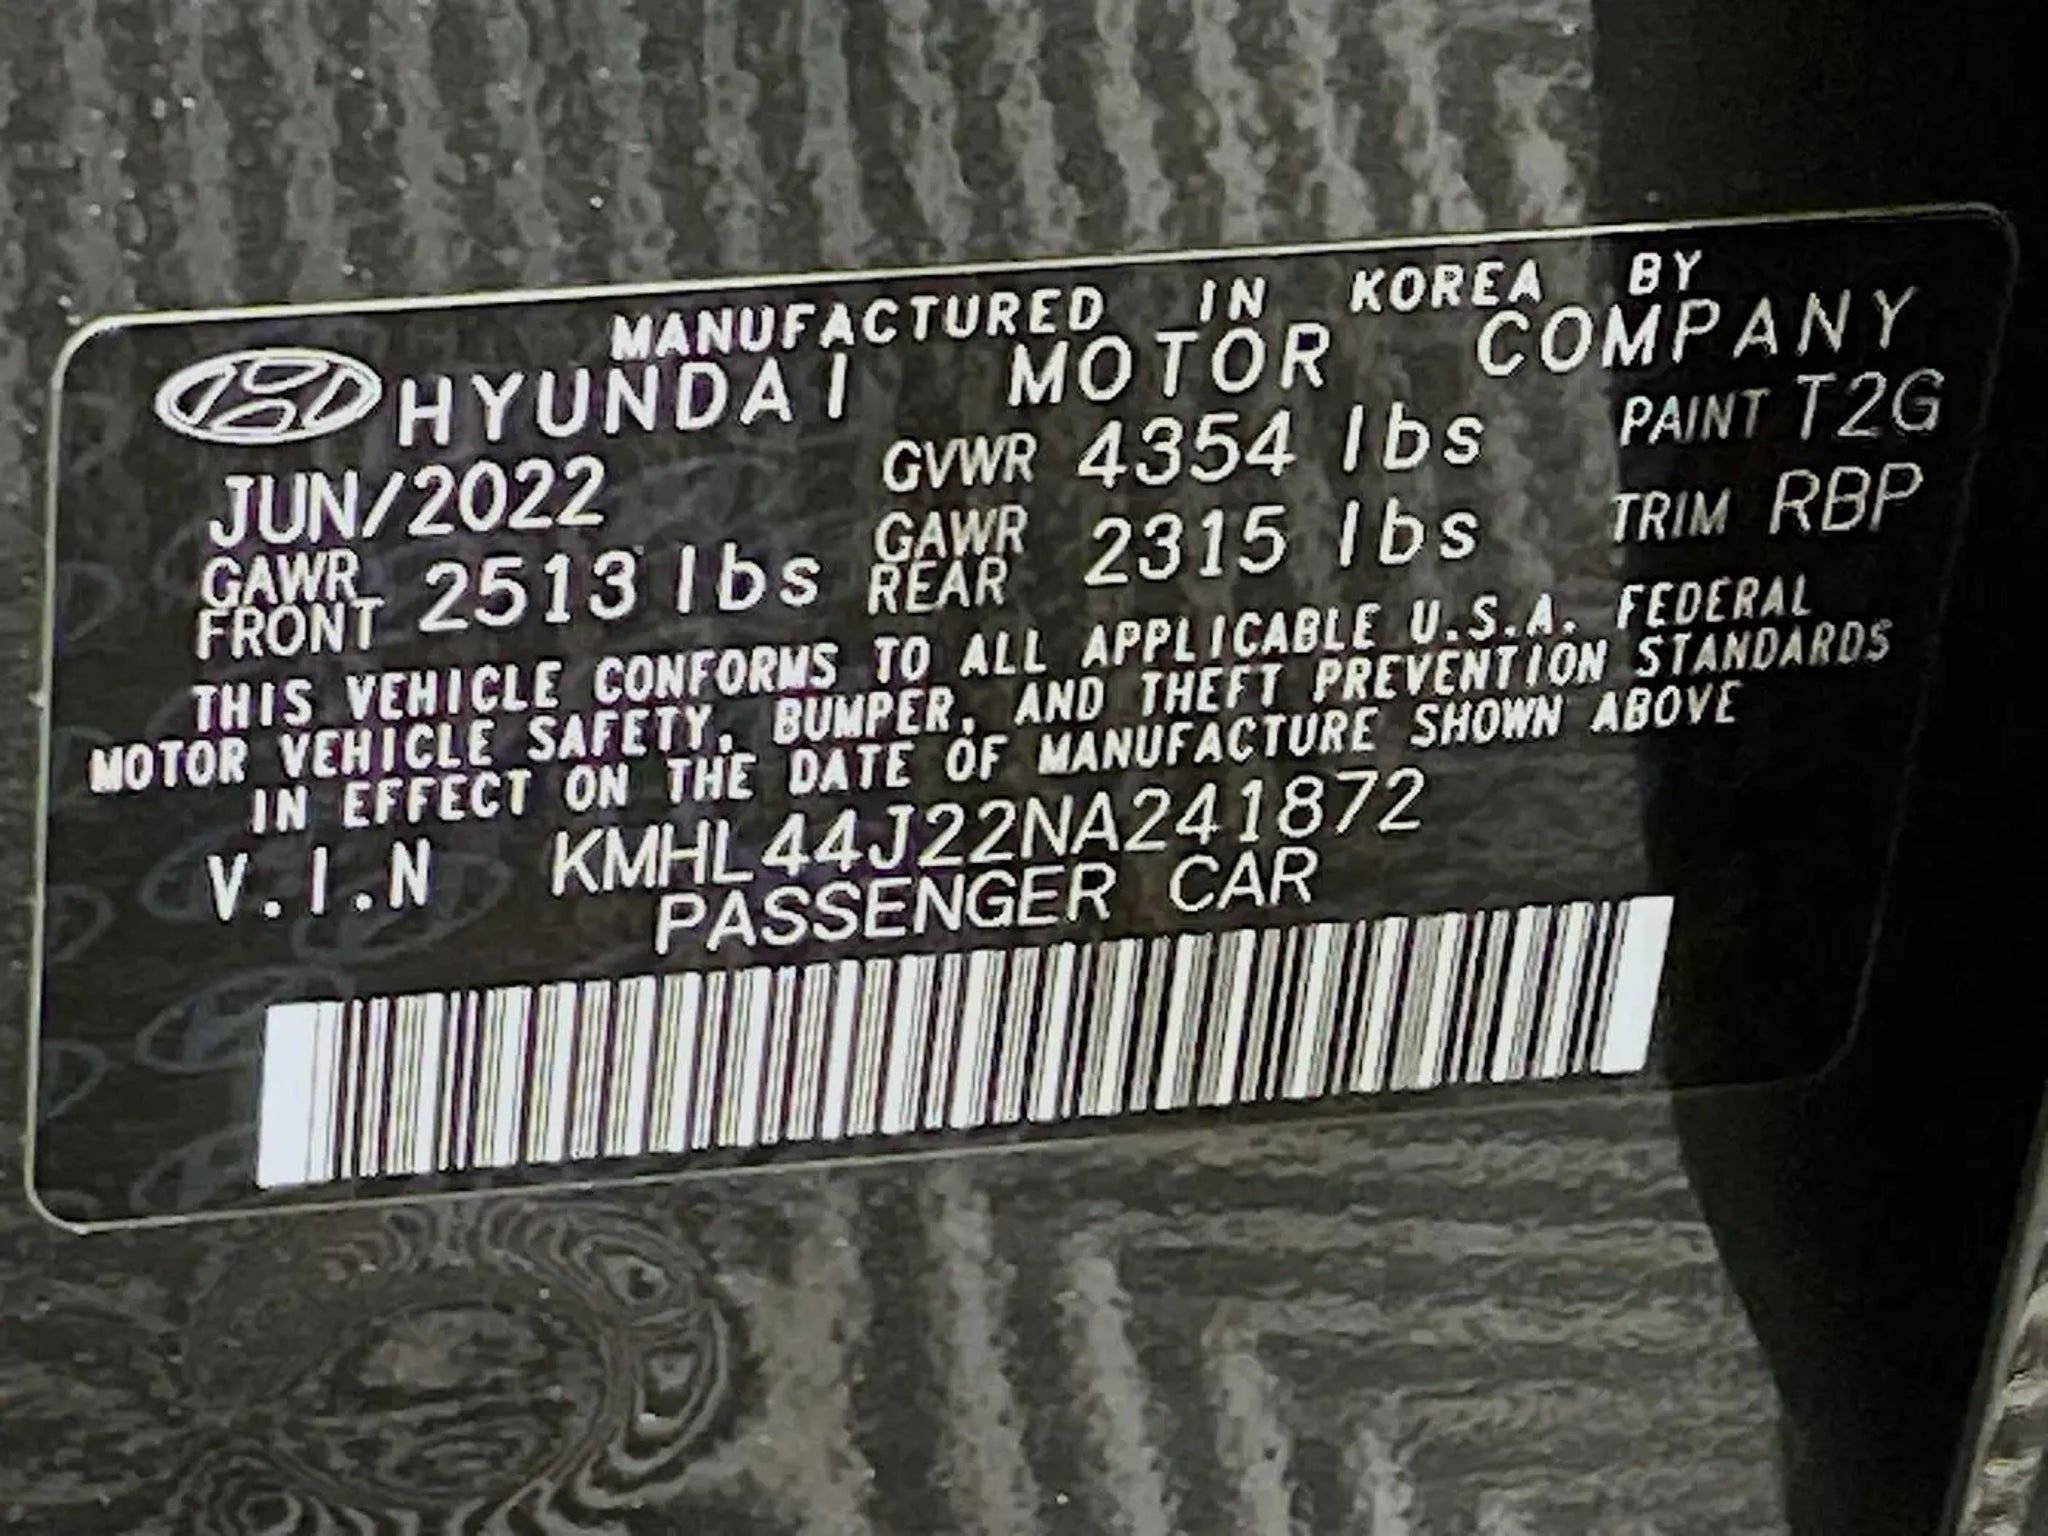 MANUFACTURED IN KOREA BY
HYUNDAI MOTOR COMPANY
JUN/2022 GVWR 4354 lbs PAINT T2G
GAWR FRONT 2513 lbs GAWR REAR 2315 lbs TRIM RBP
THIS VEHICLE CONFORMS TO ALL APPLICABLE U.S.A. FEDERAL
MOTOR VEHICLE SAFETY, BUMPER, AND THEFT PREVENTION STANDARDS
IN EFFECT ON THE DATE OF MANUFACTURE SHOWN ABOVE
V.I.N KMHL44J22NA241872
PASSENGER CAR